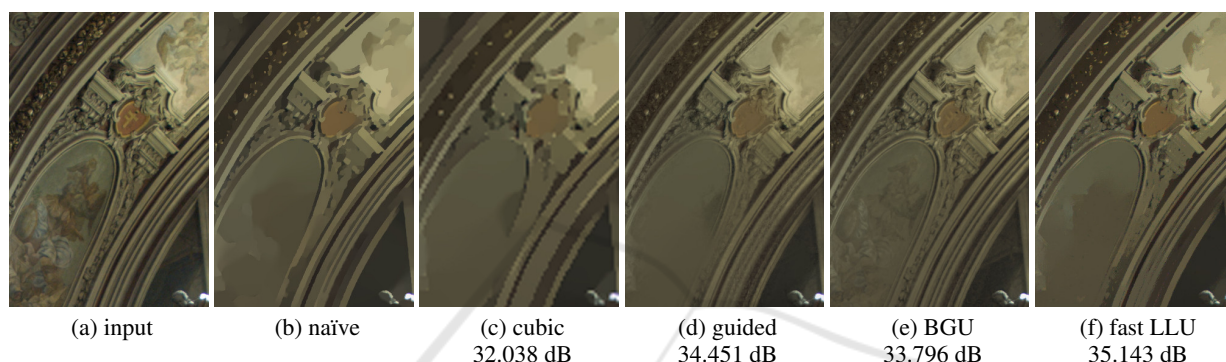 (a) input (b) naïve (c) cubic (d) guided (e) BGU (f) fast LLU
32.038 dB 34.451 dB 33.796 dB 35.143 dB